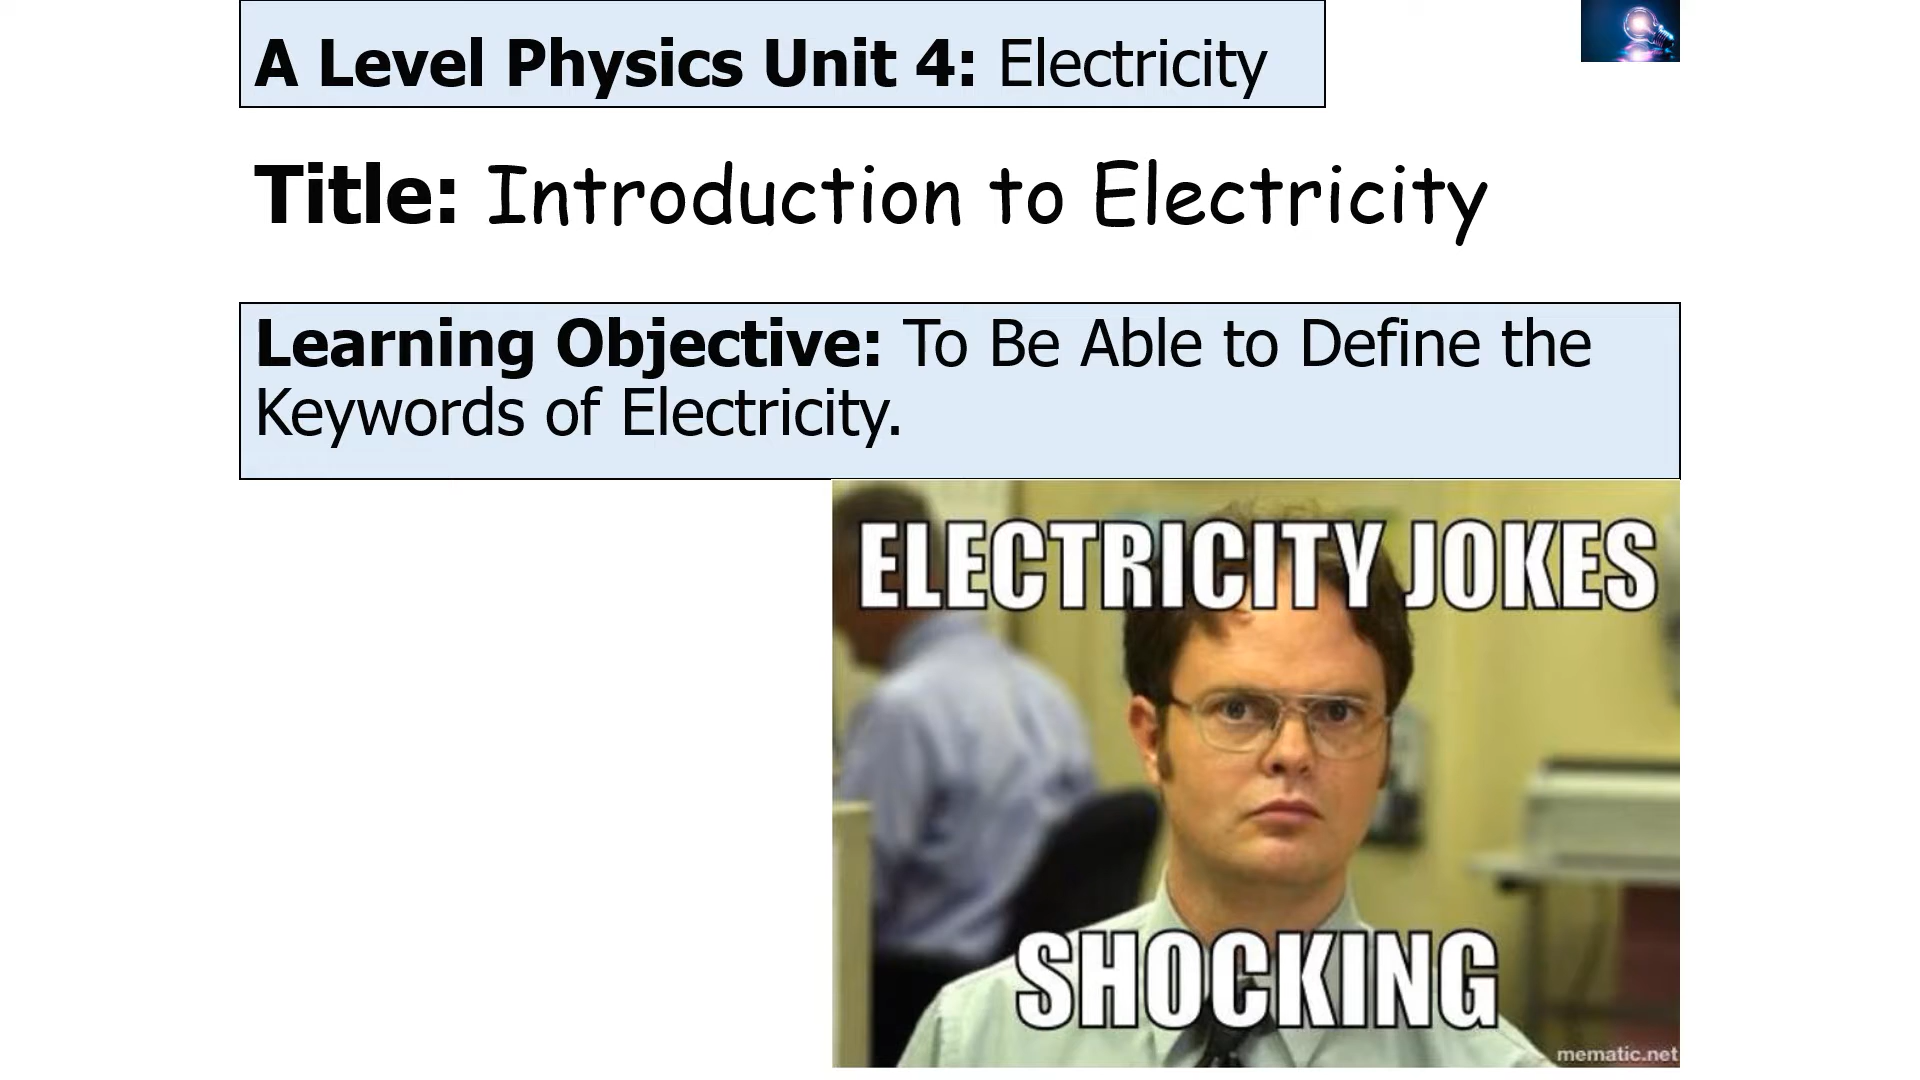 A Level Physics Unit 4: Electricity
Title: Introduction to Electricity
Learning Objective: To Be Able to Define the
Keywords of Electricity.
ELECTRICITY JOKES
SHOCKING
mematic.net